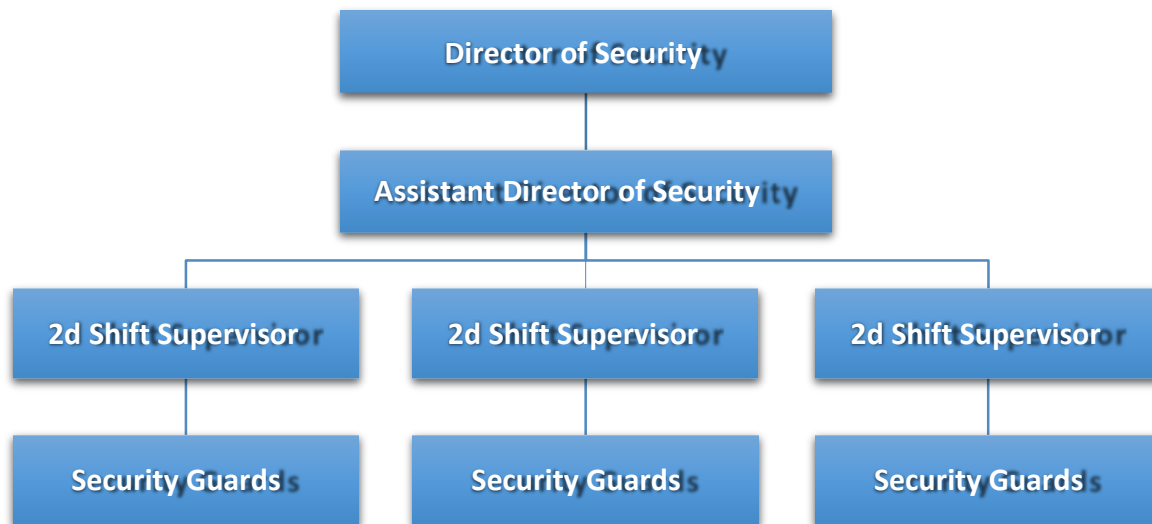 Director of Security
Assistant Director of Security
2d Shift Supervisor
2d Shift Supervisor
2d Shift Supervisor
Security Guards
Security Guards
Security Guards